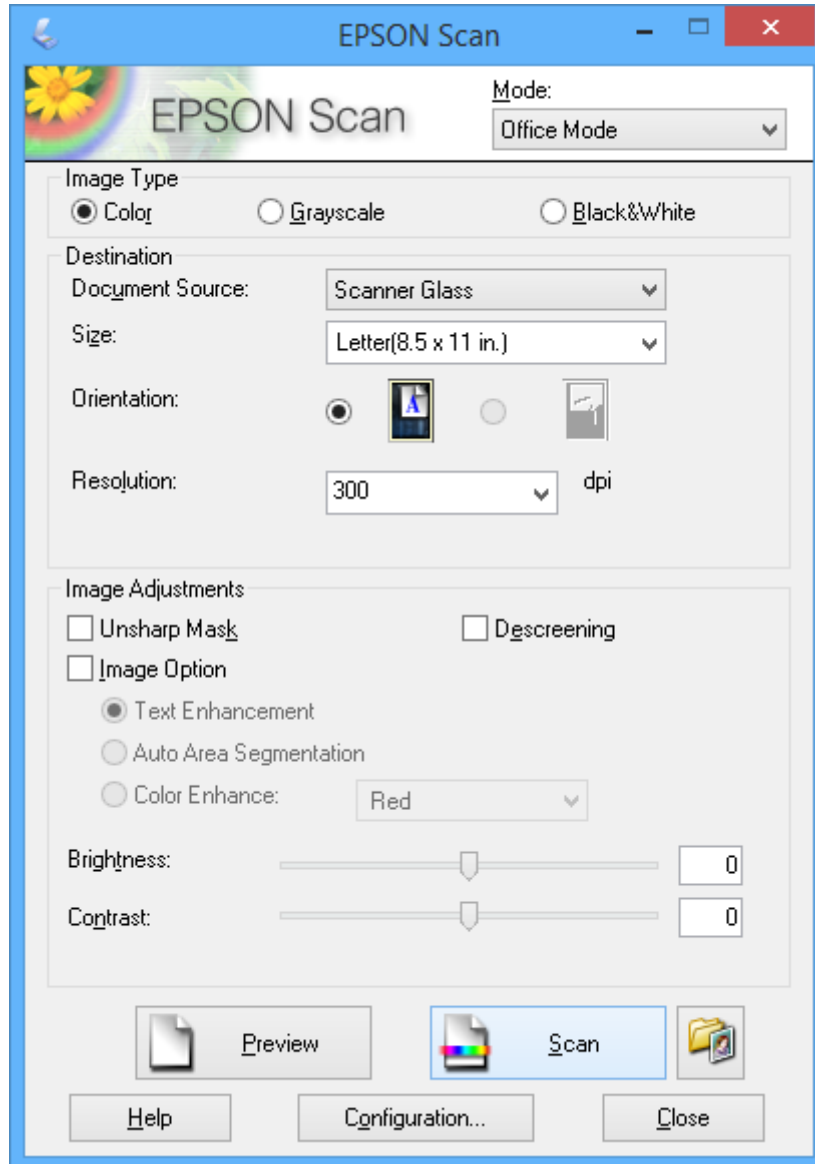 EPSON Scan
EPSON Scan
Mode:
Office Mode
Image Type
Color Grayscale Black&White
Destination
Document Source: Scanner Glass
Size: Letter(8.5 x 11 in.)
Orientation: A
Resolution: 300 dpi
Image Adjustments
Unsharp Mask Descreening
Image Option
Text Enhancement
Auto Area Segmentation
Color Enhance: Red
Brightness: 0
Contrast: 0
Preview Scan
Help Configuration... Close